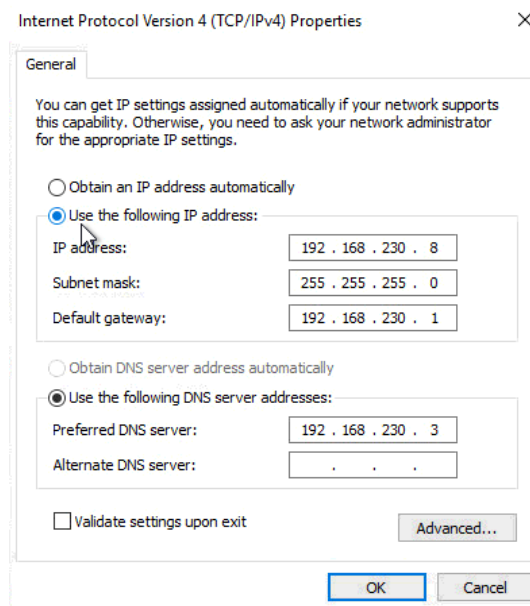 Internet Protocol Version 4 (TCP/IPv4) Properties
General
You can get IP settings assigned automatically if your network supports
this capability. Otherwise, you need to ask your network administrator
for the appropriate IP settings.
Obtain an IP address automatically
Use the following IP address:
IP address: 192 . 168 . 230 . 8
Subnet mask: 255 . 255 . 255 . 0
Default gateway: 192 . 168 . 230 . 1
Obtain DNS server address automatically
Use the following DNS server addresses:
Preferred DNS server: 192 . 168 . 230 . 3
Alternate DNS server: . . .
Validate settings upon exit
Advanced...
OK Cancel